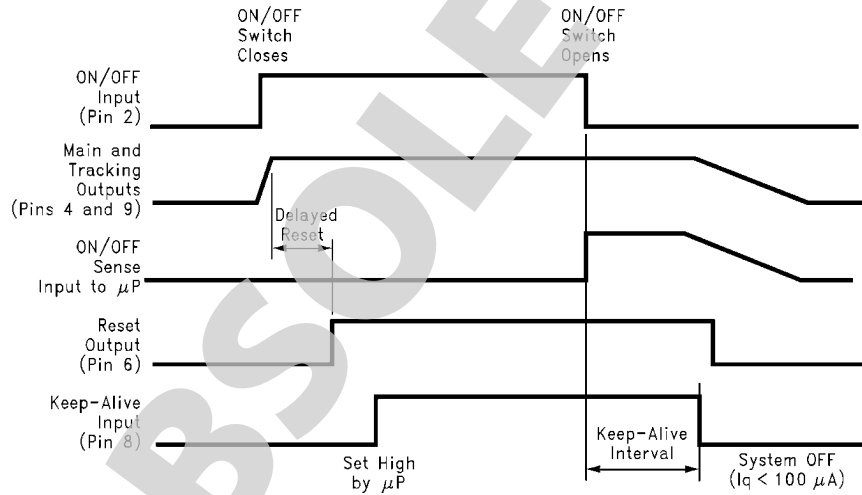 ON/OFF
Switch
Closes
ON/OFF
Switch
Opens
ON/OFF
Input
(Pin 2)
Main and
Tracking
Outputs
(Pins 4 and 9)
Delayed
Reset
ON/OFF
Sense
Input to μP
Reset
Output
(Pin 6)
Keep-Alive
Input
(Pin 8)
Set High
by μP
Keep-Alive
Interval
System OFF
(Iq < 100 μA)
BSOLE